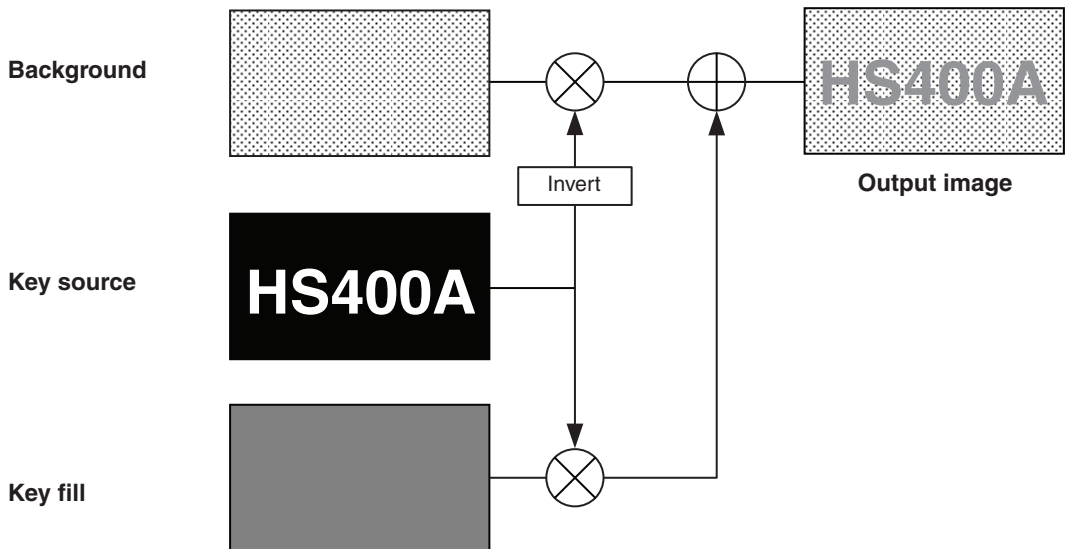 Background
HS400A
Invert
Output image
Key source
HS400A
Key fill